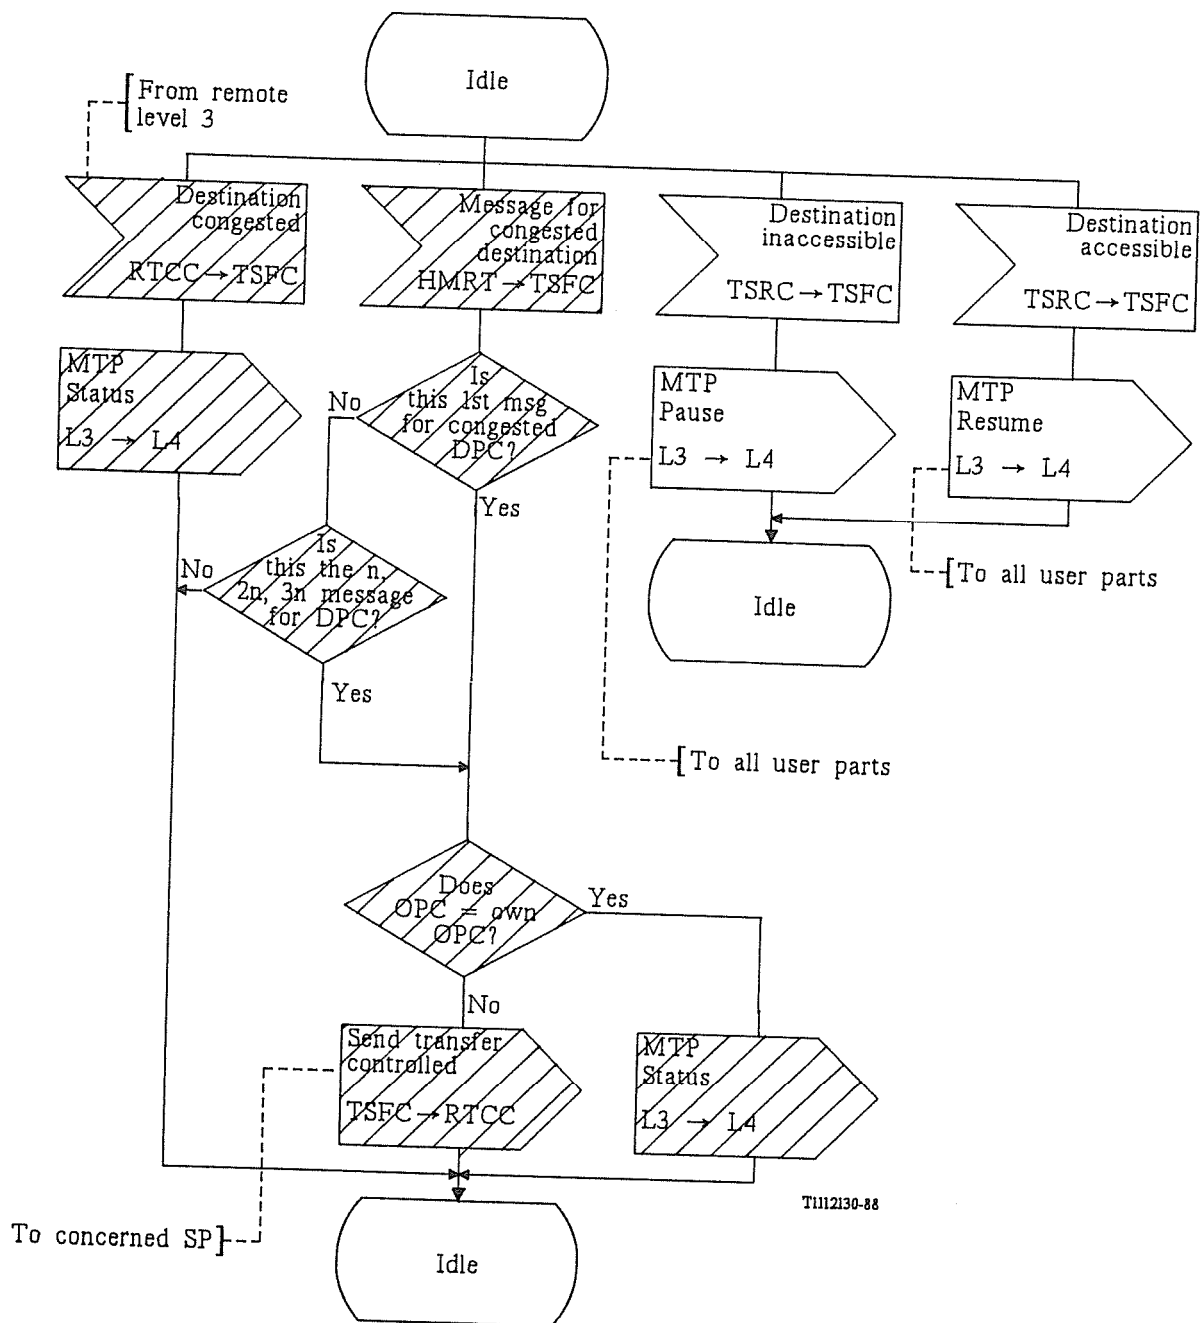 Idle
From remote
level 3
Destination
congested
RTCC → TSFC
Message for
congested
destination
HMRT → TSFC
Destination
inaccessible
TSRC → TSFC
Destination
accessible
TSRC → TSFC
MTP
Status
L3 → L4
Is
this 1st msg
for congested
DPC?
No
Yes
MTP
Pause
L3 → L4
MTP
Resume
L3 → L4
Is
this the n,
2n, 3n message
for DPC?
No
Yes
Idle
To all user parts
To all user parts
Does
OPC = own
OPC?
Yes
No
Send transfer
controlled
TSFC → RTCC
MTP
Status
L3 → L4
T1112130-88
To concerned SP
Idle